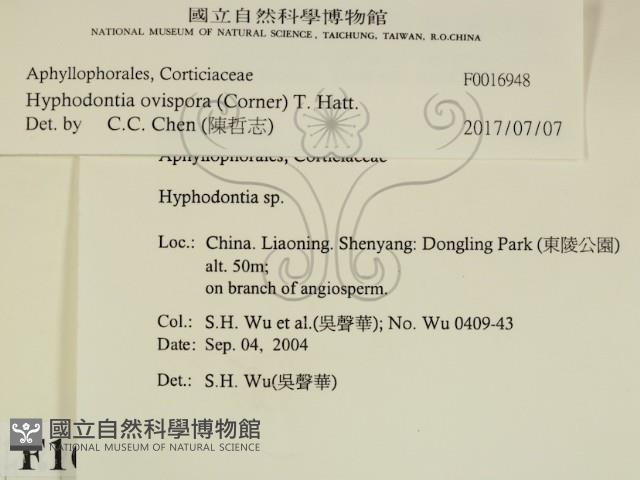 國立自然科學博物館
NATIONAL MUSEUM OF NATURAL SCIENCE, TAICHUNG, TAIWAN, R.O.CHINA
Aphyllophorales, Corticiaceae F0016948
Hyphodontia ovispora (Corner) T. Hatt.
Det. by C.C. Chen (陳哲志) 2017/07/07
Aphyllophorales, Corticiaceae
Hyphodontia sp.
Loc.: China. Liaoning. Shenyang: Dongling Park (東陵公園)
alt. 50m;
on branch of angiosperm.
Col.: S.H. Wu et al.(吳聲華); No. Wu 0409-43
Date: Sep. 04, 2004
Det.: S.H. Wu(吳聲華)
國立自然科學博物館
NATIONAL MUSEUM OF NATURAL SCIENCE